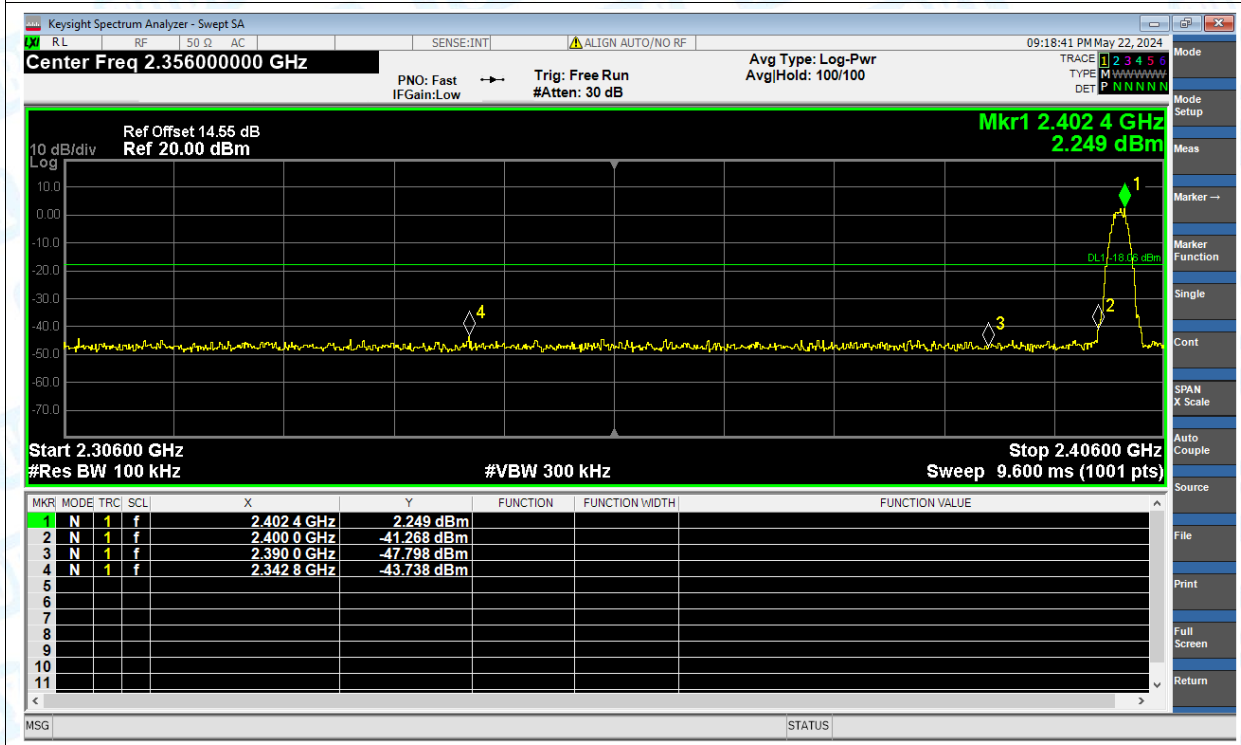 Keysight Spectrum Analyzer - Swept SA
LXI RL RF 50 Ω AC SENSE:INT ALIGN AUTO/NO RF 09:18:41 PM May 22, 2024
Center Freq 2.356000000 GHz
PNO: Fast
IFGain:Low
Trig: Free Run
#Atten: 30 dB
Avg Type: Log-Pwr
Avg|Hold: 100/100
TRACE 1 2 3 4 5 6
TYPE M W W W W W
DET P N N N N N
Mkr1 2.402 4 GHz
2.249 dBm
Ref Offset 14.55 dB
10 dB/div Ref 20.00 dBm
Log
10.0
0.00
-10.0
-20.0
-30.0
-40.0
-50.0
-60.0
-70.0
1
DL1 -18.06 dBm
2
3
4
Start 2.30600 GHz
Stop 2.40600 GHz
#Res BW 100 kHz
#VBW 300 kHz
Sweep 9.600 ms (1001 pts)
MKR MODE TRC SCL X Y FUNCTION FUNCTION WIDTH FUNCTION VALUE
1 N 1 f 2.402 4 GHz 2.249 dBm
2 N 1 f 2.400 0 GHz -41.268 dBm
3 N 1 f 2.390 0 GHz -47.798 dBm
4 N 1 f 2.342 8 GHz -43.738 dBm
5
6
7
8
9
10
11
MSG
STATUS
Mode
Mode
Setup
Meas
Marker →
Marker
Function
Single
Cont
SPAN
X Scale
Auto
Couple
Source
File
Print
Full
Screen
Return